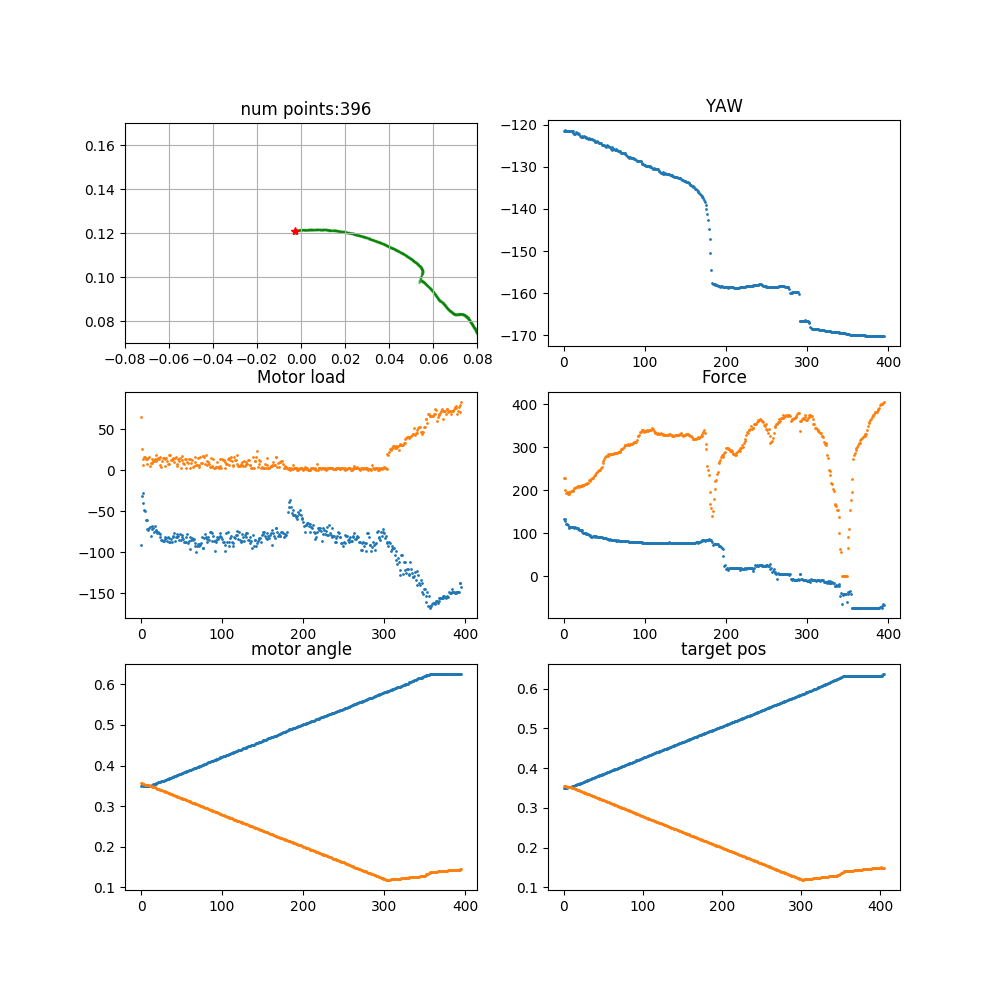 num points:396
0.16
0.14
0.12
0.10
0.08
−0.08 −0.06 −0.04 −0.02 0.00 0.02 0.04 0.06 0.08
YAW
−120
−130
−140
−150
−160
−170
0 100 200 300 400
Motor load
50
0
−50
−100
−150
0 100 200 300 400
Force
400
300
200
100
0
0 100 200 300 400
motor angle
0.6
0.5
0.4
0.3
0.2
0.1
0 100 200 300 400
target pos
0.6
0.5
0.4
0.3
0.2
0.1
0 100 200 300 400